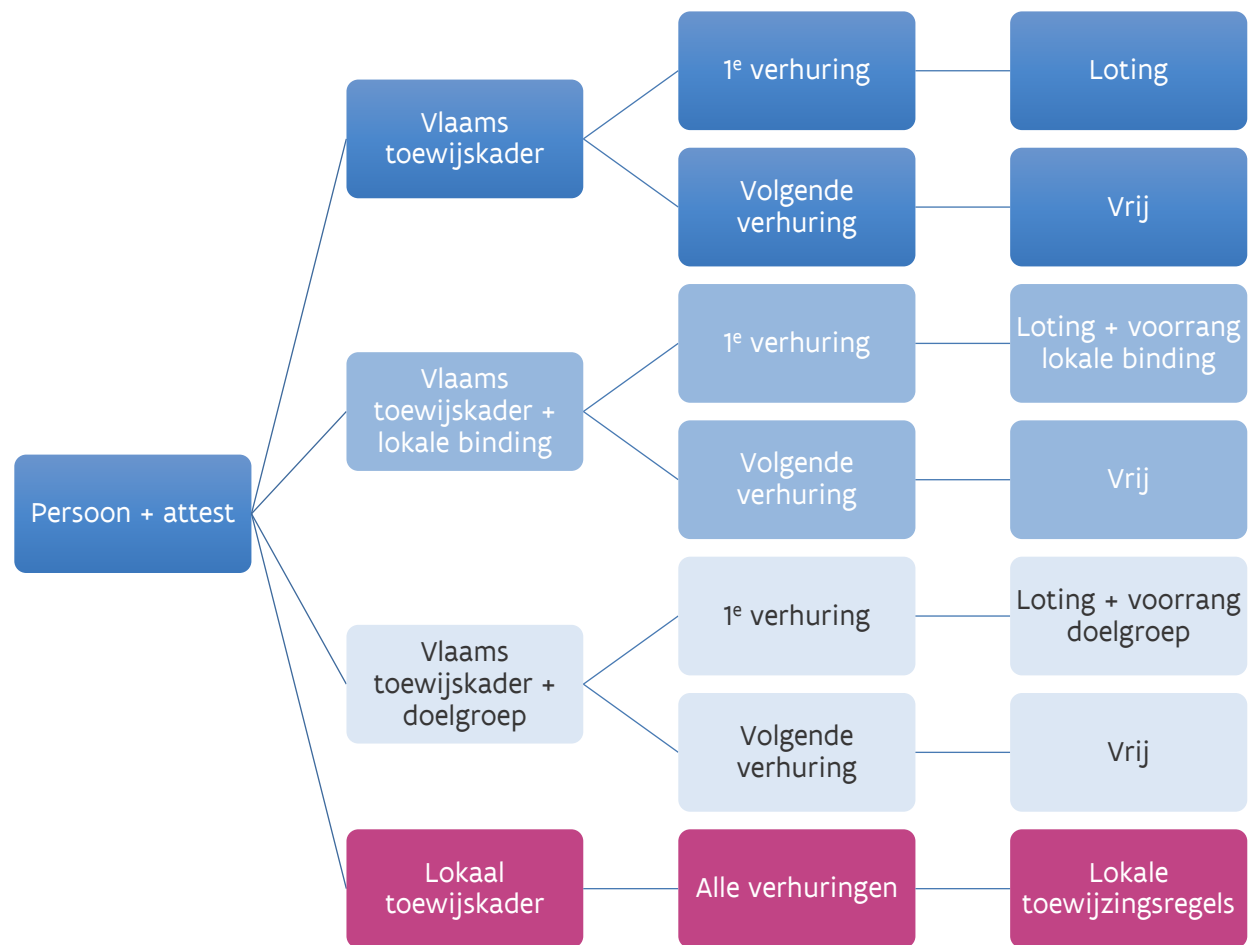 Persoon + attest
Vlaams
toewijskader
1e verhuring
Loting
Volgende
verhuring
Vrij
Vlaams
toewijskader +
lokale binding
1e verhuring
Loting + voorrang
lokale binding
Volgende
verhuring
Vrij
Vlaams
toewijskader +
doelgroep
1e verhuring
Loting + voorrang
doelgroep
Volgende
verhuring
Vrij
Lokaal
toewijskader
Alle verhuringen
Lokale
toewijzingsregels